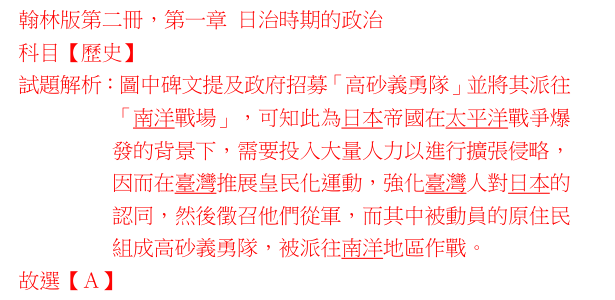 翰林版第二冊，第一章 日治時期的政治
科目【歷史】
試題解析：圖中碑文提及政府招募「高砂義勇隊」並將其派往
「南洋戰場」，可知此為日本帝國在太平洋戰爭爆
發的背景下，需要投入大量人力以進行擴張侵略，
因而在臺灣推展皇民化運動，強化臺灣人對日本的
認同，然後徵召他們從軍，而其中被動員的原住民
組成高砂義勇隊，被派往南洋地區作戰。
故選【Ａ】